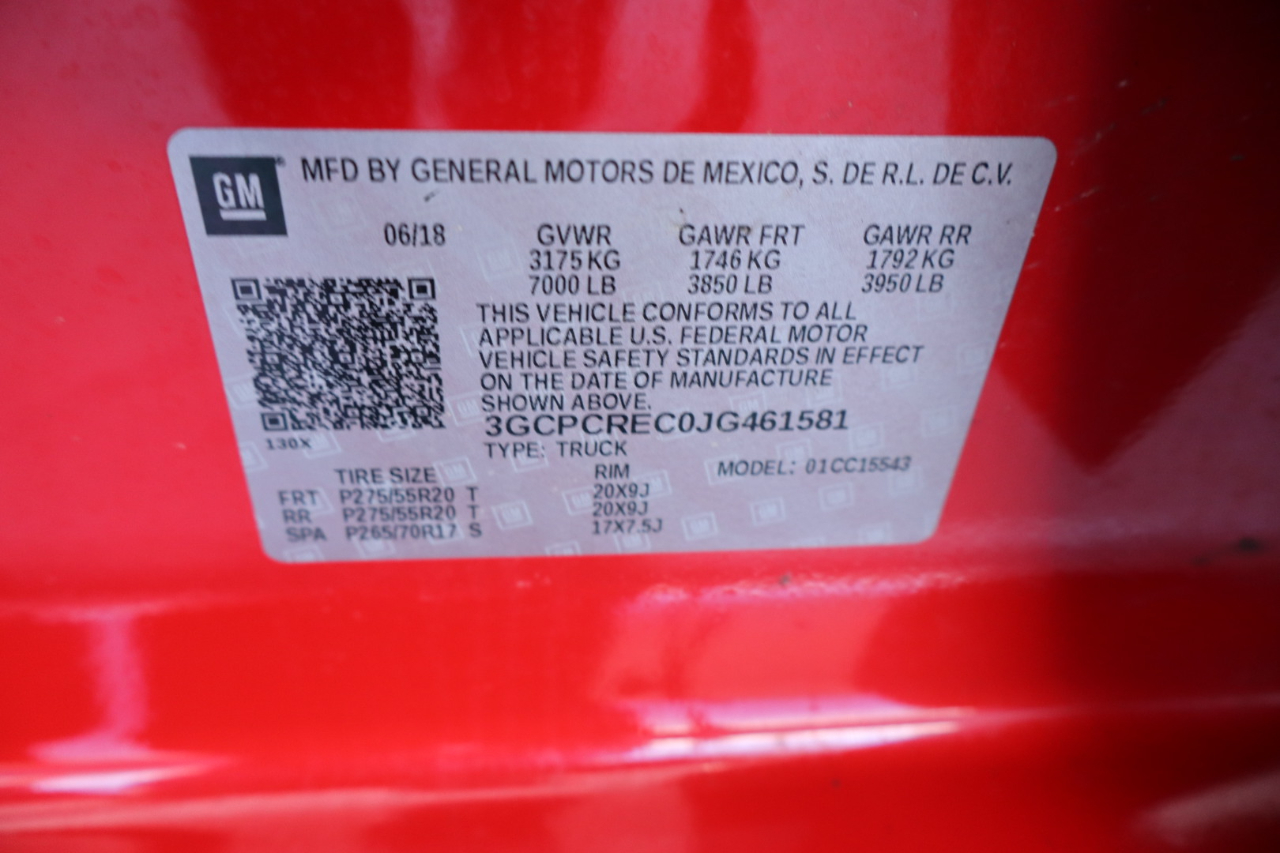 GM
MFD BY GENERAL MOTORS DE MEXICO, S. DE R.L. DE C.V.
06/18 GVWR GAWR FRT GAWR RR
3175 KG 1746 KG 1792 KG
7000 LB 3850 LB 3950 LB
THIS VEHICLE CONFORMS TO ALL
APPLICABLE U.S. FEDERAL MOTOR
VEHICLE SAFETY STANDARDS IN EFFECT
ON THE DATE OF MANUFACTURE
SHOWN ABOVE.
3GCPCREC0JG461581
130X
TYPE: TRUCK
TIRE SIZE RIM MODEL: 01CC15543
FRT P275/55R20 T 20X9J
RR P275/55R20 T 20X9J
SPA P265/70R17 S 17X7.5J